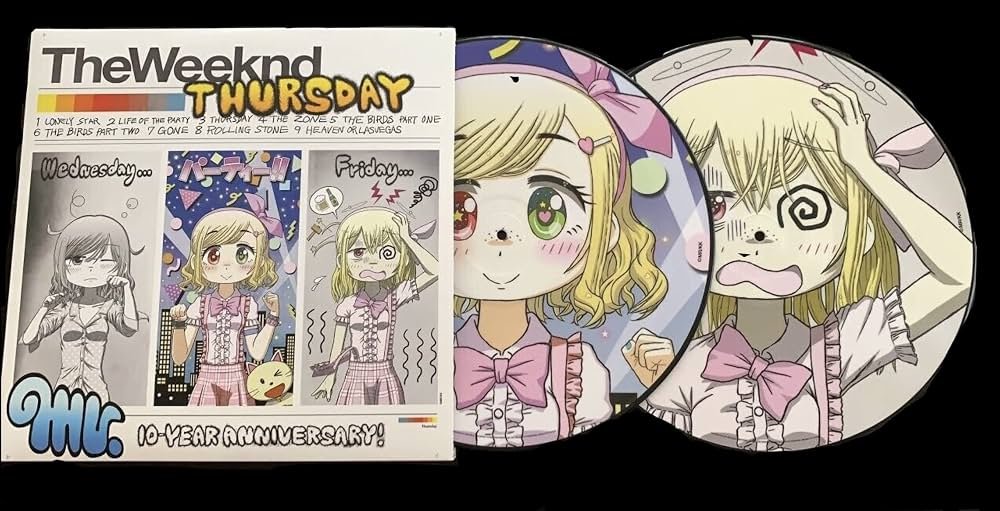 TheWeeknd
THURSDAY
1 LONELY STAR 2 LIFE OF THE PARTY 3 THURSDAY 4 THE ZONE 5 THE BIRDS PART ONE
6 THE BIRDS PART TWO 7 GONE 8 ROLLING STONE 9 HEAVEN OR LASVEGAS
Wednesday...
パーティー!!
Friday...
10-YEAR ANNIVERSARY!
Thursday